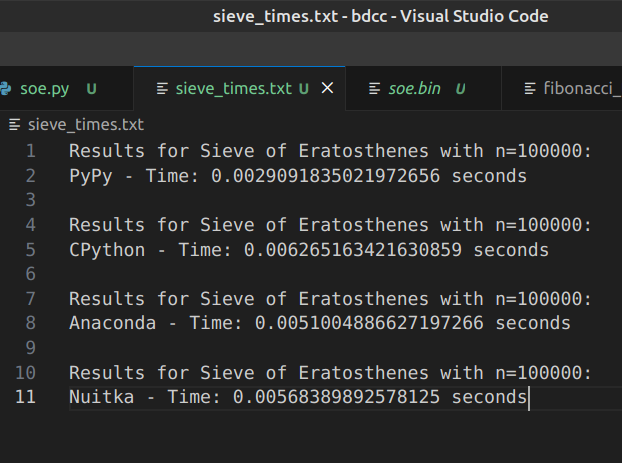 sieve_times.txt - bdcc - Visual Studio Code
soe.py U sieve_times.txt U × soe.bin U fibonacci_
sieve_times.txt
1 Results for Sieve of Eratosthenes with n=100000:
2 PyPy - Time: 0.0029091835021972656 seconds
3
4 Results for Sieve of Eratosthenes with n=100000:
5 CPython - Time: 0.006265163421630859 seconds
6
7 Results for Sieve of Eratosthenes with n=100000:
8 Anaconda - Time: 0.0051004886627197266 seconds
9
10 Results for Sieve of Eratosthenes with n=100000:
11 Nuitka - Time: 0.00568389892578125 seconds